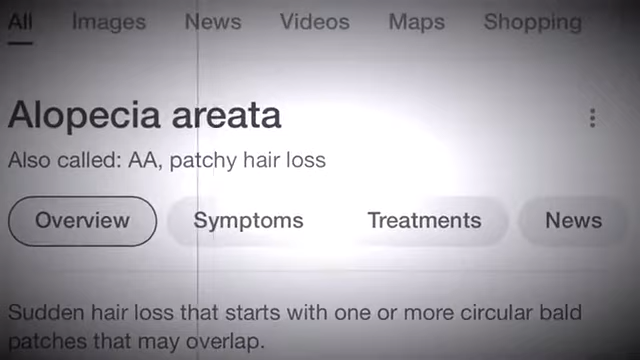 All Images News Videos Maps Shopping
Alopecia areata
Also called: AA, patchy hair loss
Overview Symptoms Treatments News
Sudden hair loss that starts with one or more circular bald
patches that may overlap.